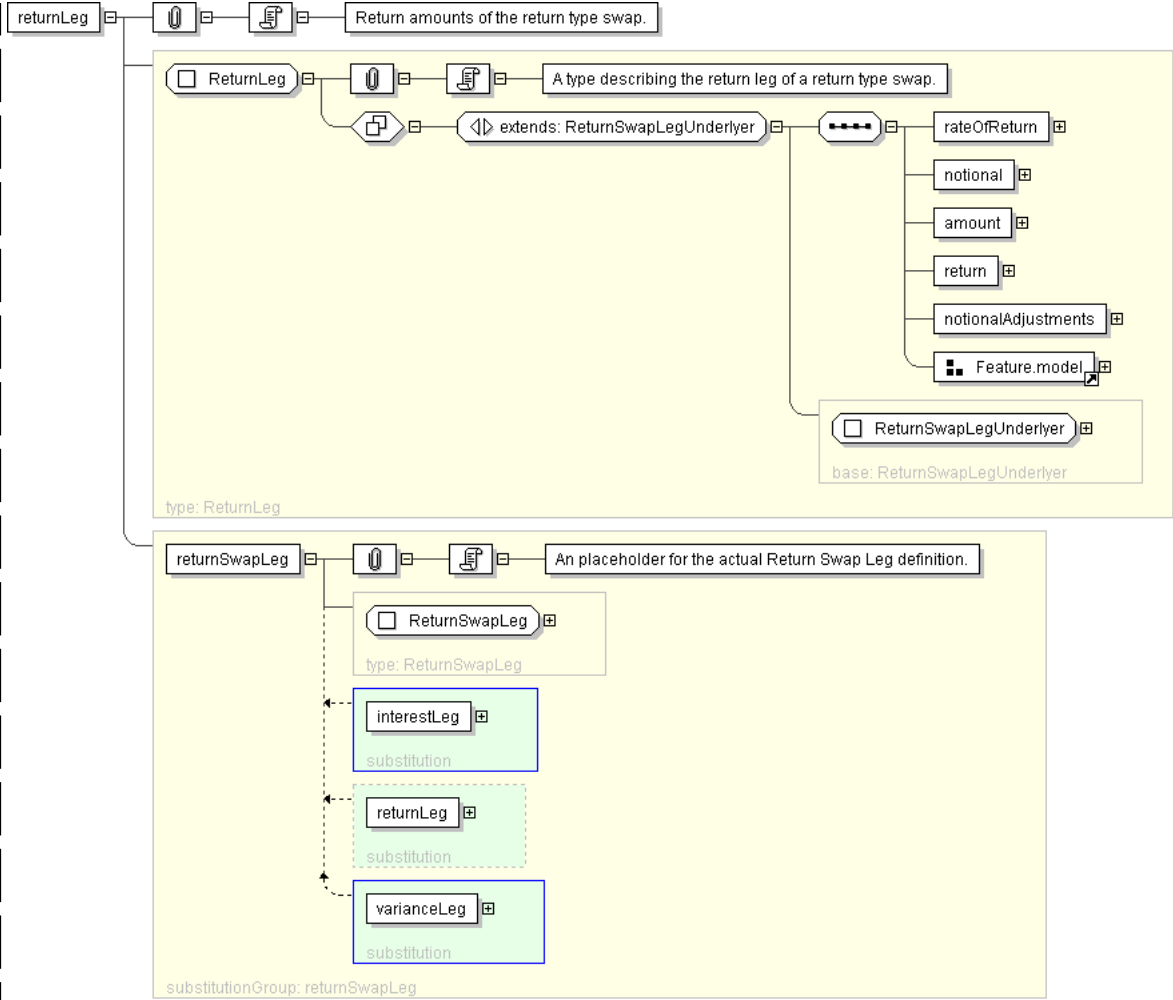 returnLeg
Return amounts of the return type swap.
ReturnLeg
A type describing the return leg of a return type swap.
extends: ReturnSwapLegUnderlyer
rateOfReturn
notional
amount
return
notionalAdjustments
Feature.model
ReturnSwapLegUnderlyer
base: ReturnSwapLegUnderlyer
type: ReturnLeg
returnSwapLeg
An placeholder for the actual Return Swap Leg definition.
ReturnSwapLeg
type: ReturnSwapLeg
interestLeg
substitution
returnLeg
substitution
varianceLeg
substitution
substitutionGroup: returnSwapLeg